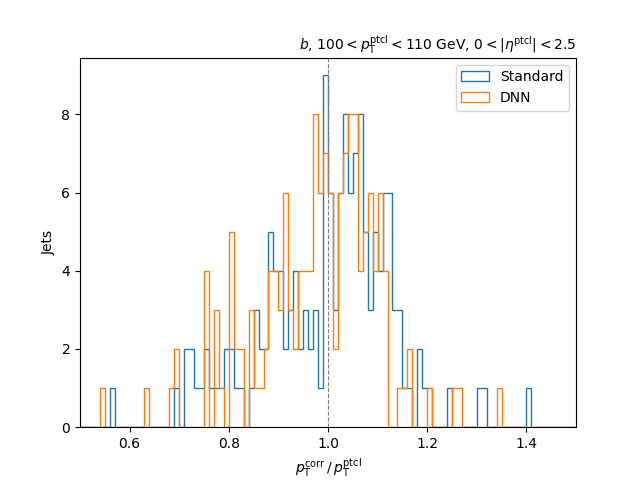 b, 100 < p_T^ptcl < 110 GeV, 0 < |η^ptcl| < 2.5
Standard
DNN
Jets
8
6
4
2
0
0.6 0.8 1.0 1.2 1.4
p_T^corr / p_T^ptcl